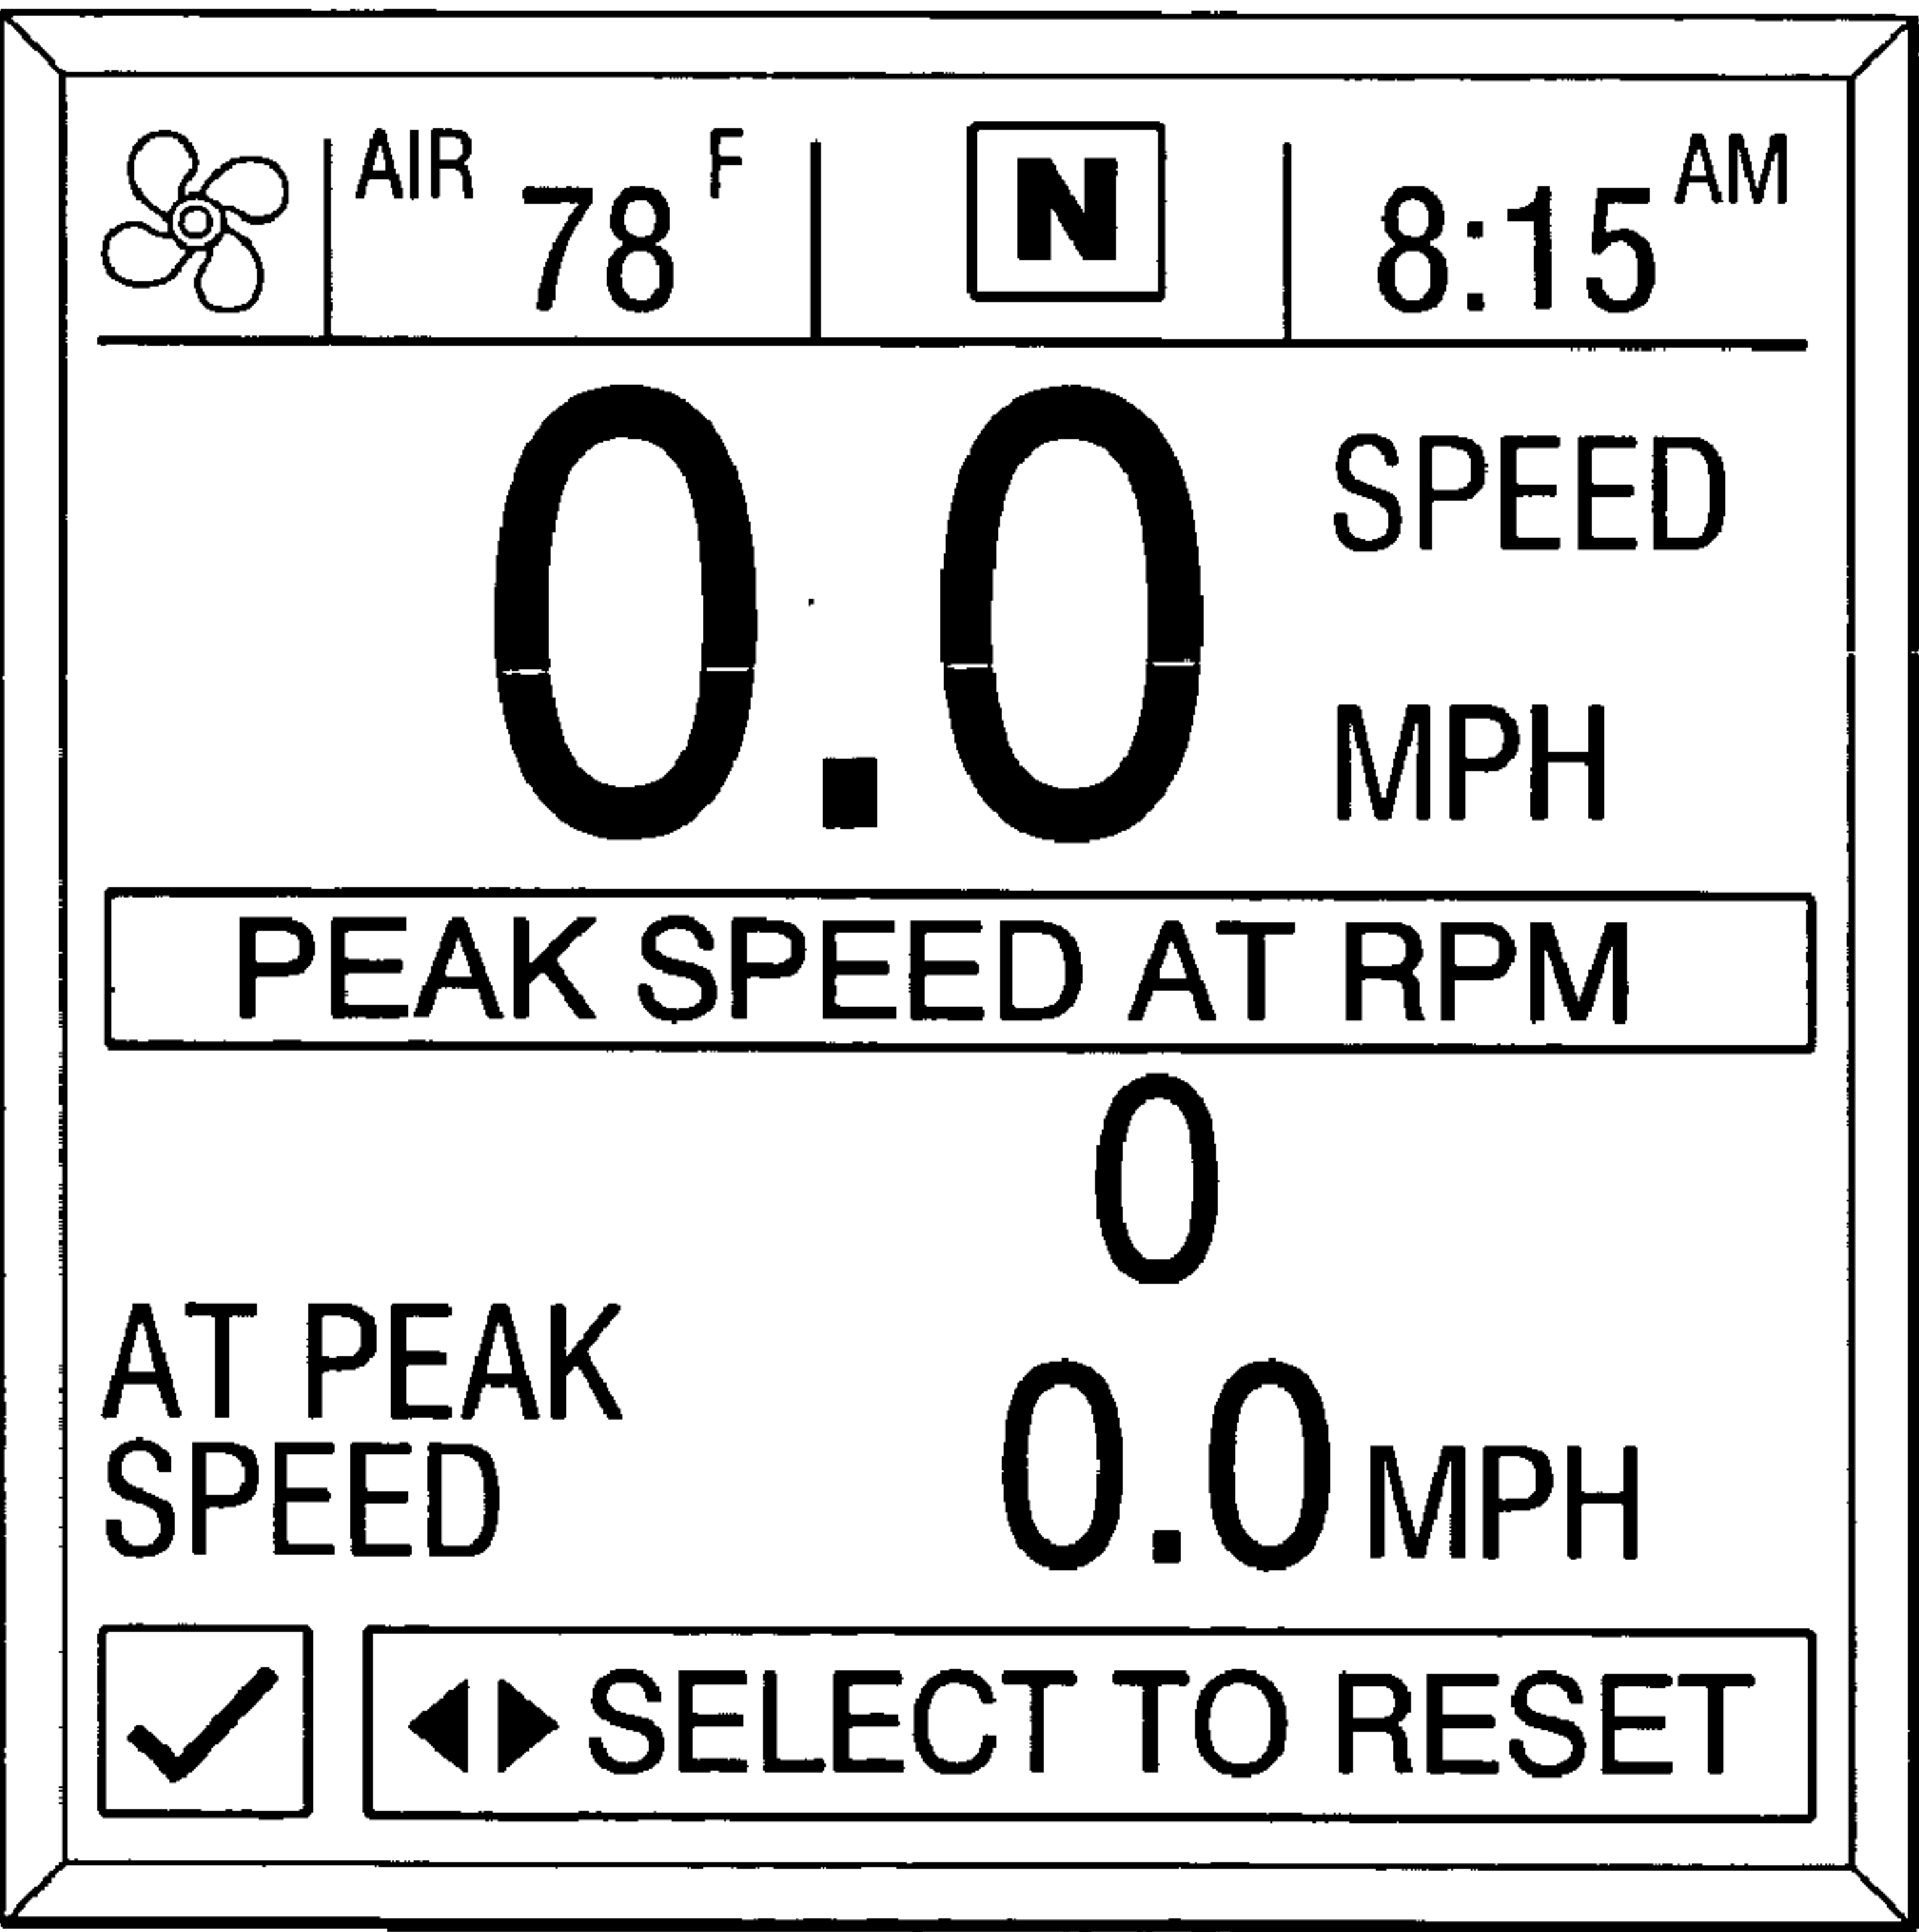 AIR 78 F N 8:15 AM
0.0 SPEED
MPH
PEAK SPEED AT RPM
0
AT PEAK
SPEED 0.0 MPH
SELECT TO RESET